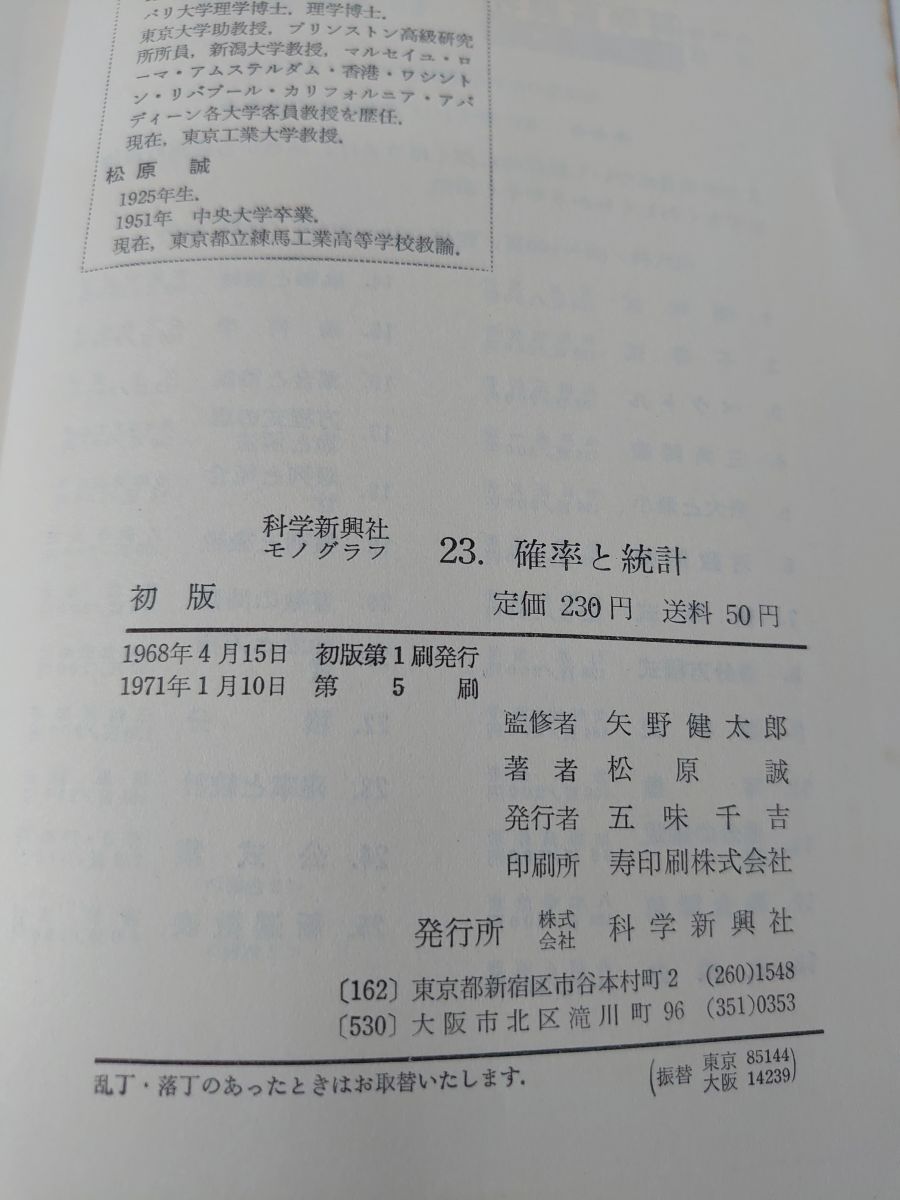 パリ大学理学博士．理学博士．
東京大学助教授，プリンストン高級研究
所所員，新潟大学教授，マルセイユ・ロ
ーマ・アムステルダム・香港・ワシント
ン・リバプール・カリフォルニア・アバ
ディーン各大学客員教授を歴任．
現在，東京工業大学教授．
松原 誠
1925年生．
1951年 中央大学卒業．
現在，東京都立練馬工業高等学校教諭．
科学新興社
モノグラフ 23. 確率と統計
初版 定価 230円 送料 50円
1968年4月15日 初版第1刷発行
1971年1月10日 第5刷
監修者 矢野健太郎
著者 松原誠
発行者 五味千吉
印刷所 寿印刷株式会社
発行所 株式会社 科学新興社
〔162〕東京都新宿区市谷本村町2 (260)1548
〔530〕大阪市北区滝川町96 (351)0353
乱丁・落丁のあったときはお取替いたします． (振替 東京 85144
大阪 14239)